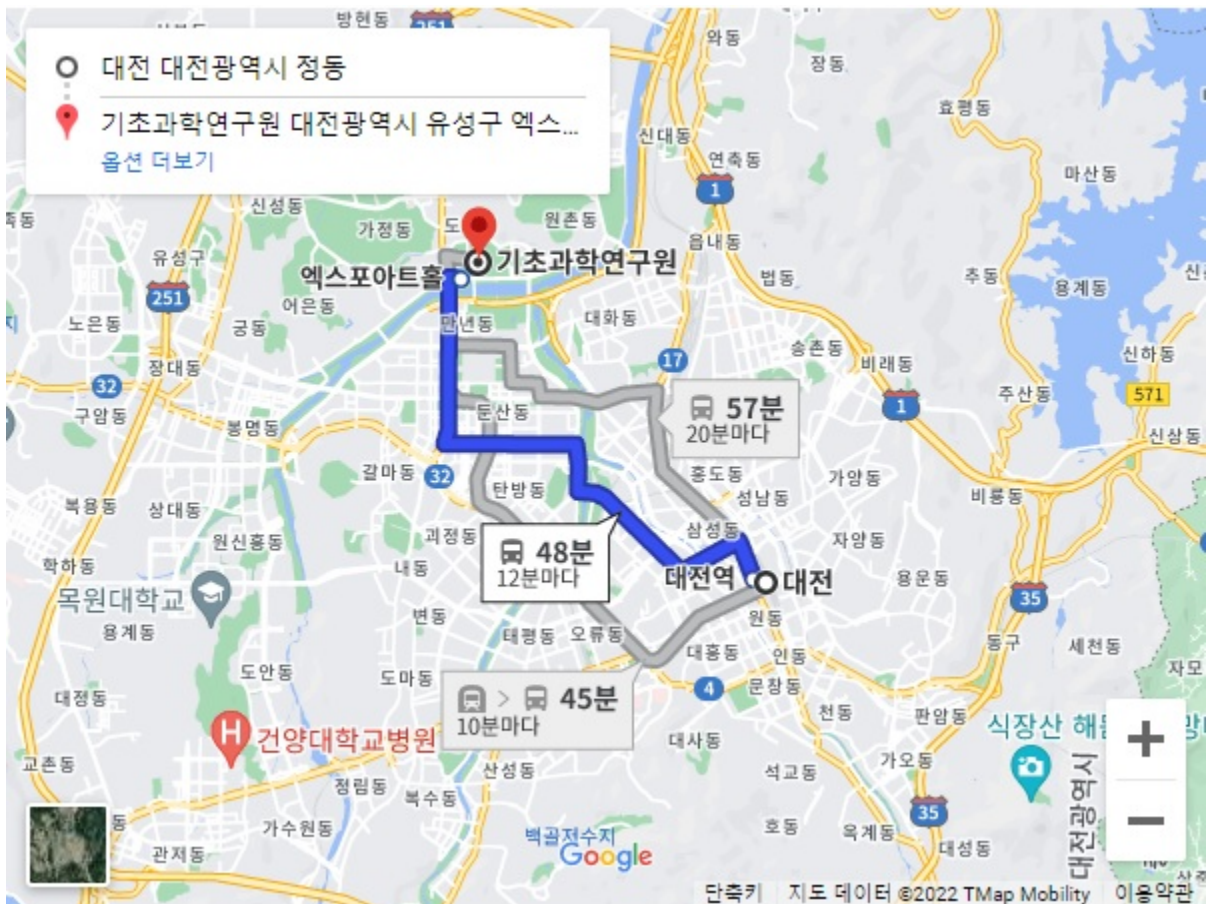 대전 대전광역시 정동
기초과학연구원 대전광역시 유성구 엑스...
옵션 더보기
방현동
251
와동
장동
효평동
신대동
연축동
마산동
1
신성동
가정동
원촌동
읍내동
유성구
기초과학연구원
엑스포아트홀
법동
추동
용계동
251
어은동
노은동
궁동
만년동
대화동
송촌동
장대동
17
비래동
신하동
32
구암동
주산동
571
1
봉명동
둔산동
57분
20분마다
신상동
갈마동
32
홍도동
가양동
복용동
상대동
탄방동
성남동
비룡동
원신흥동
괴정동
삼성동
자양동
학하동
내동
48분
12분마다
대전역
대전
용운동
목원대학교
35
용계동
변동
태평동
오류동
원동
동구
세천동
도안동
대흥동
인동
자모
대정동
도마동
> 45분
10분마다
4
문창동
천동
판암동
건양대학교병원
대사동
식장산 해
교촌동
산성동
석교동
가오동
정림동
복수동
35
대전광역시
가수원동
호동
옥계동
관저동
백골저수지
대성동
Google
단축키
지도 데이터 ©2022 TMap Mobility
이용약관